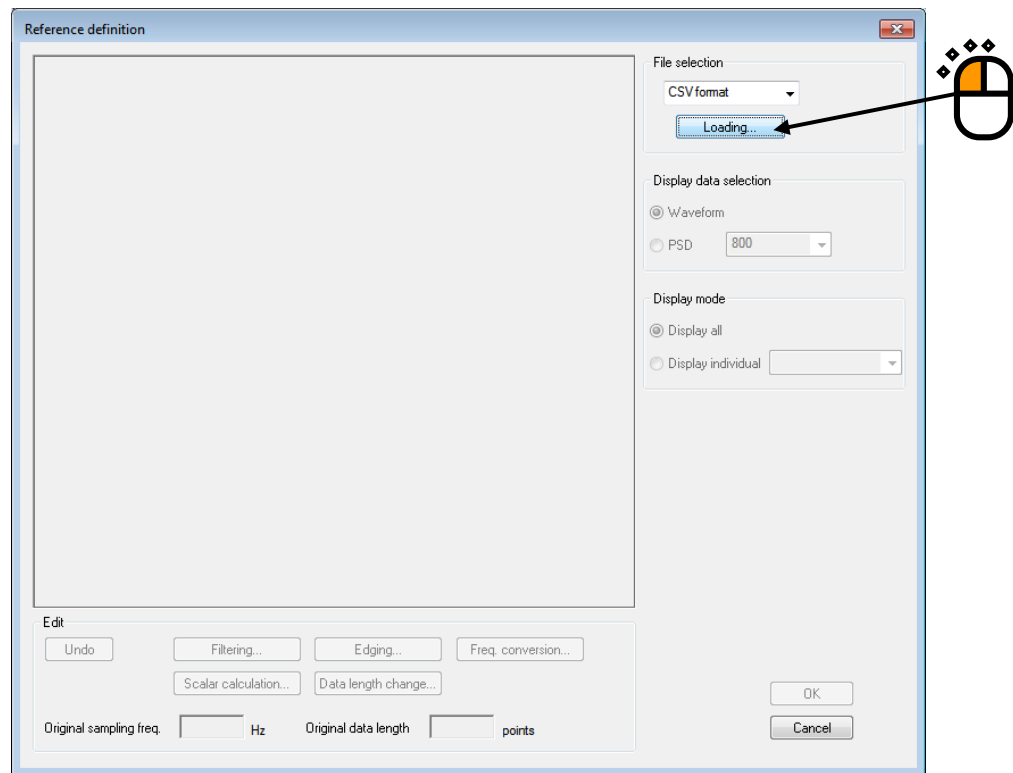 Reference definition
File selection
CSV format
Loading...
Display data selection
Waveform
PSD 800
Display mode
Display all
Display individual
Edit
Undo Filtering... Edging... Freq. conversion...
Scalar calculation... Data length change...
OK
Original sampling freq. Hz Original data length points
Cancel